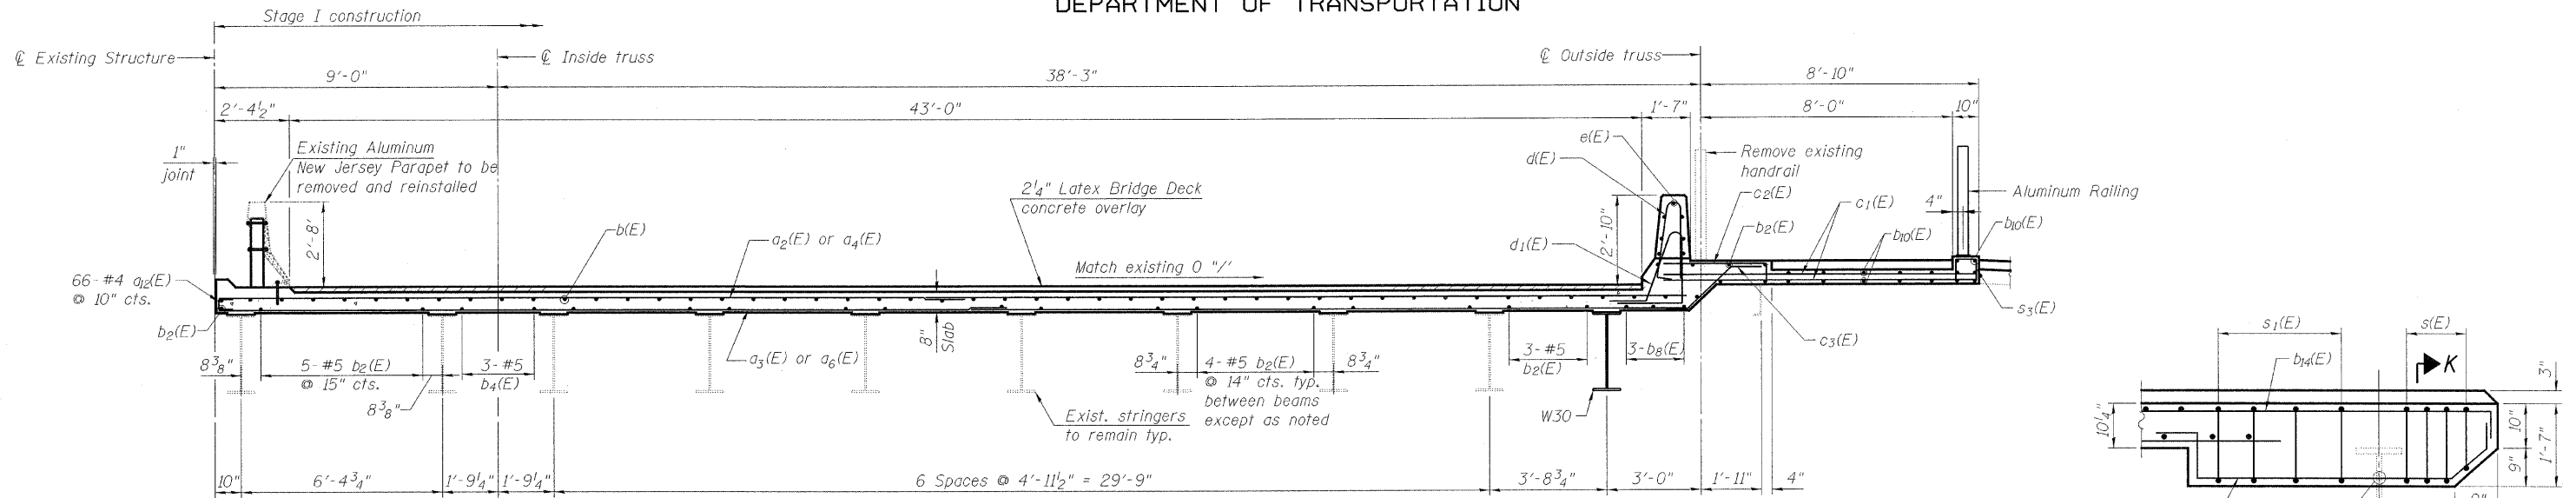 DEPARTMENT OF TRANSPORTATION
Stage I construction
℄ Existing Structure
℄ Inside truss
℄ Outside truss
9'-0"
38'-3"
8'-10"
2'-4½"
43'-0"
1'-7"
8'-0"
10"
1"
joint
Existing Aluminum
New Jersey Parapet to be
removed and reinstalled
2'-8'
2¼" Latex Bridge Deck
concrete overlay
b(E)
a2(E) or a4(E)
Match existing 0 "/'
e(E)
d(E)
d1(E)
2'-10"
Remove existing
handrail
c2(E)
b2(E)
c1(E)
b10(E)
4"
Aluminum Railing
b10(E)
s3(E)
c3(E)
66-#4 a12(E)
@ 10" cts.
b2(E)
8⅜"
5-#5 b2(E)
@ 15" cts.
8⅜"
3-#5
b4(E)
8"
Slab
a3(E) or a6(E)
8¾"
4-#5 b2(E)
@ 14" cts. typ.
between beams
except as noted
8¾"
3-#5
b2(E)
3-b8(E)
W30
Exist. stringers
to remain typ.
10"
6'-4¾"
1'-9¼"
1'-9¼"
6 Spaces @ 4'-11½" = 29'-9"
3'-8¾"
3'-0"
1'-11"
4"
s1(E)
s(E)
b14(E)
K
3"
10¼"
10"
9"
1'-7"